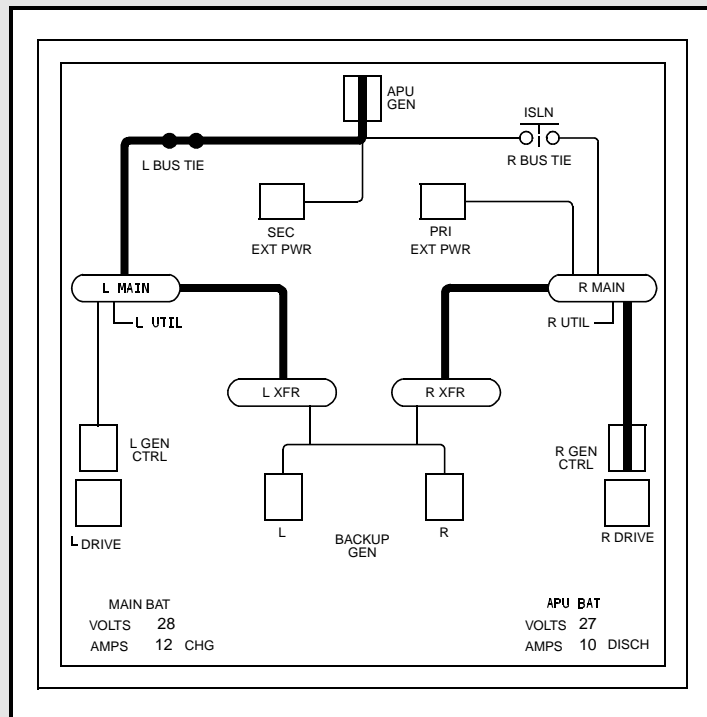 APU
GEN
ISLN
L BUS TIE
R BUS TIE
SEC
EXT PWR
PRI
EXT PWR
L MAIN
R MAIN
L UTIL
R UTIL
L XFR
R XFR
L GEN
CTRL
R GEN
CTRL
L DRIVE
L
BACKUP
GEN
R
R DRIVE
MAIN BAT
VOLTS 28
AMPS 12 CHG
APU BAT
VOLTS 27
AMPS 10 DISCH